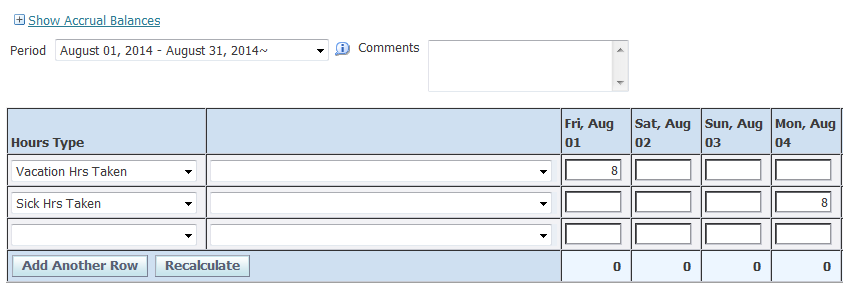 Show Accrual Balances
Period August 01, 2014 - August 31, 2014~ Comments
Hours Type Fri, Aug 01 Sat, Aug 02 Sun, Aug 03 Mon, Aug 04
Vacation Hrs Taken 8
Sick Hrs Taken 8
Add Another Row Recalculate 0 0 0 0